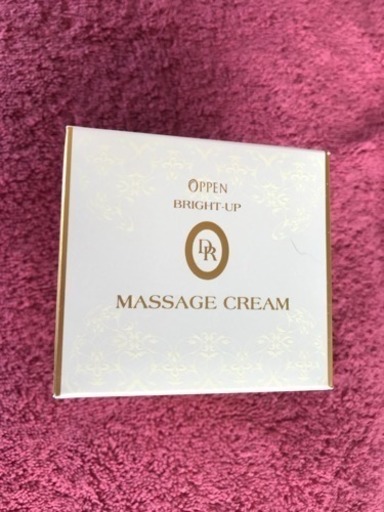 OPPEN
BRIGHT-UP
DR
MASSAGE CREAM